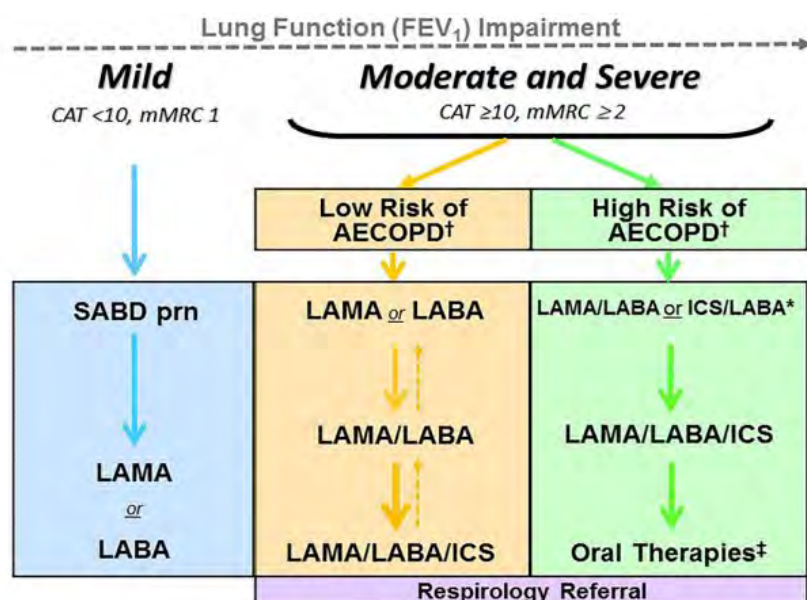 Lung Function (FEV₁) Impairment
Mild
CAT <10, mMRC 1
Moderate and Severe
CAT ≥10, mMRC ≥ 2
Low Risk of
AECOPD†
High Risk of
AECOPD†
SABD prn
LAMA
or
LABA
LAMA or LABA
LAMA/LABA
LAMA/LABA/ICS
LAMA/LABA or ICS/LABA*
LAMA/LABA/ICS
Oral Therapies‡
Respirology Referral